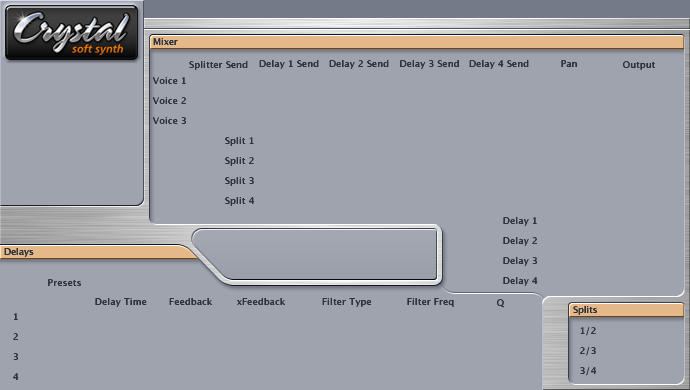 Crystal
soft synth
Mixer
Splitter Send Delay 1 Send Delay 2 Send Delay 3 Send Delay 4 Send Pan Output
Voice 1
Voice 2
Voice 3
Split 1
Split 2
Split 3
Split 4
Delay 1
Delay 2
Delay 3
Delay 4
Delays
Presets
Delay Time Feedback xFeedback Filter Type Filter Freq Q
1
2
3
4
Splits
1/2
2/3
3/4